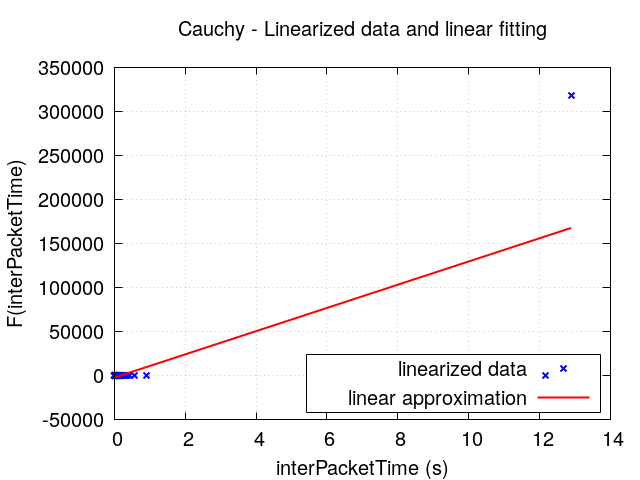 Cauchy - Linearized data and linear fitting
F(interPacketTime)
350000
300000
250000
200000
150000
100000
50000
0
-50000
0 2 4 6 8 10 12 14
interPacketTime (s)
linearized data
linear approximation